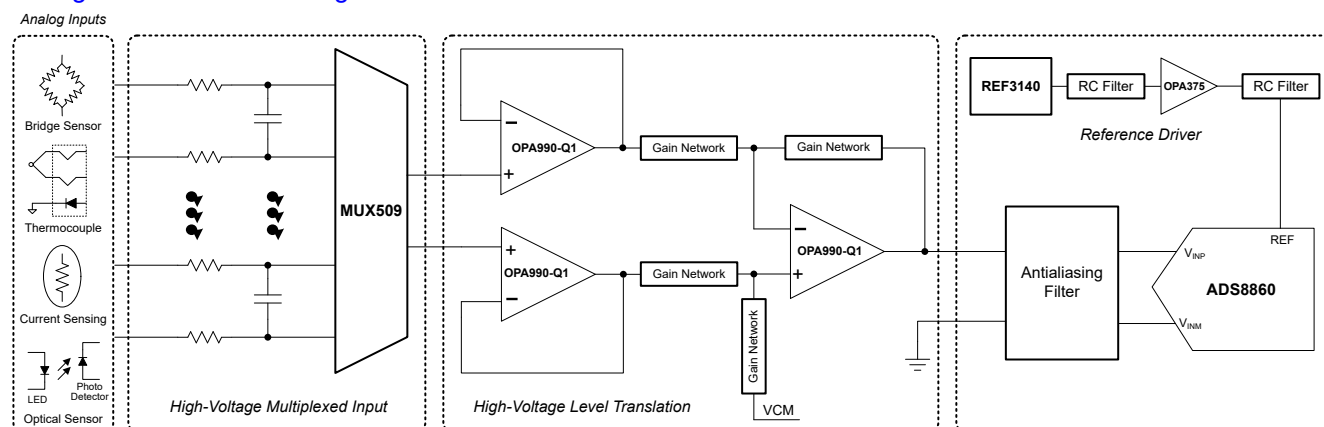 Analog Inputs
Bridge Sensor
Thermocouple
Current Sensing
LED
Photo
Detector
Optical Sensor
MUX509
High-Voltage Multiplexed Input
−
OPA990-Q1
+
+
OPA990-Q1
−
Gain Network
Gain Network
Gain Network
Gain Network
VCM
−
OPA990-Q1
+
High-Voltage Level Translation
REF3140
RC Filter
OPA375
RC Filter
Reference Driver
Antialiasing
Filter
REF
VINP
ADS8860
VINM